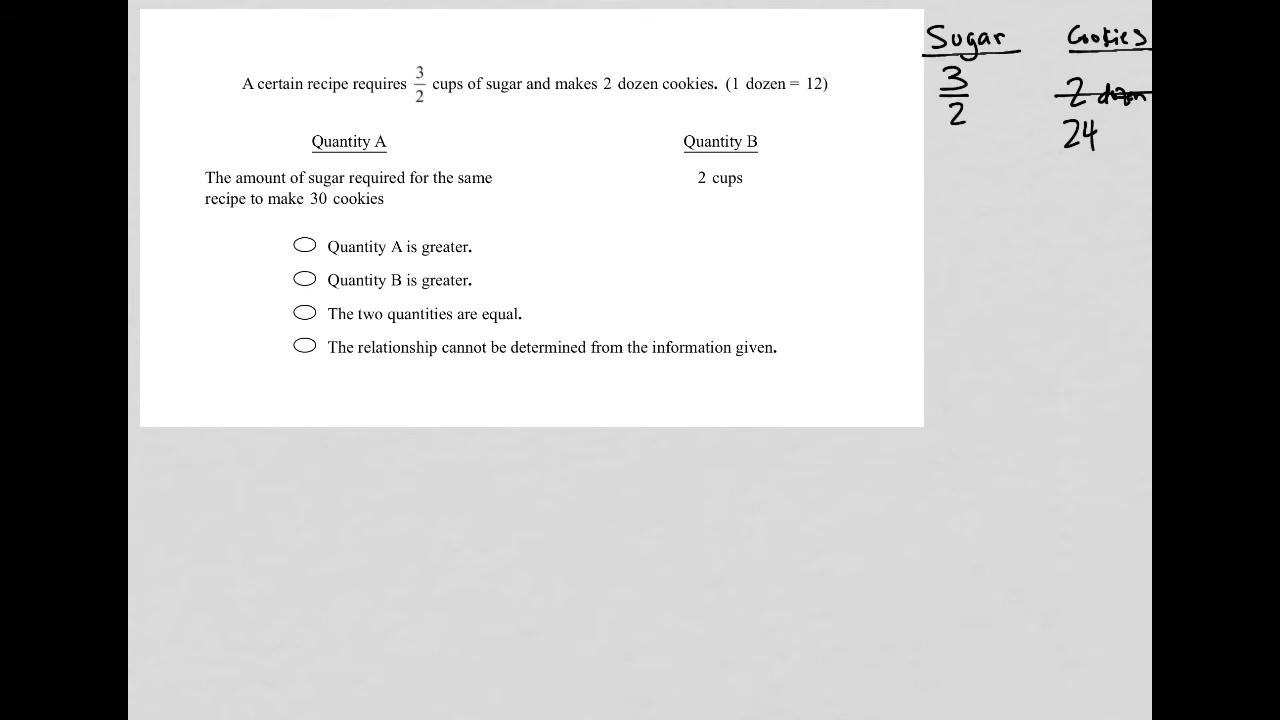 A certain recipe requires 3/2 cups of sugar and makes 2 dozen cookies. (1 dozen = 12)
Quantity A
Quantity B
The amount of sugar required for the same
recipe to make 30 cookies
2 cups
Quantity A is greater.
Quantity B is greater.
The two quantities are equal.
The relationship cannot be determined from the information given.
Sugar
Cookies
3/2
2 dozen
24